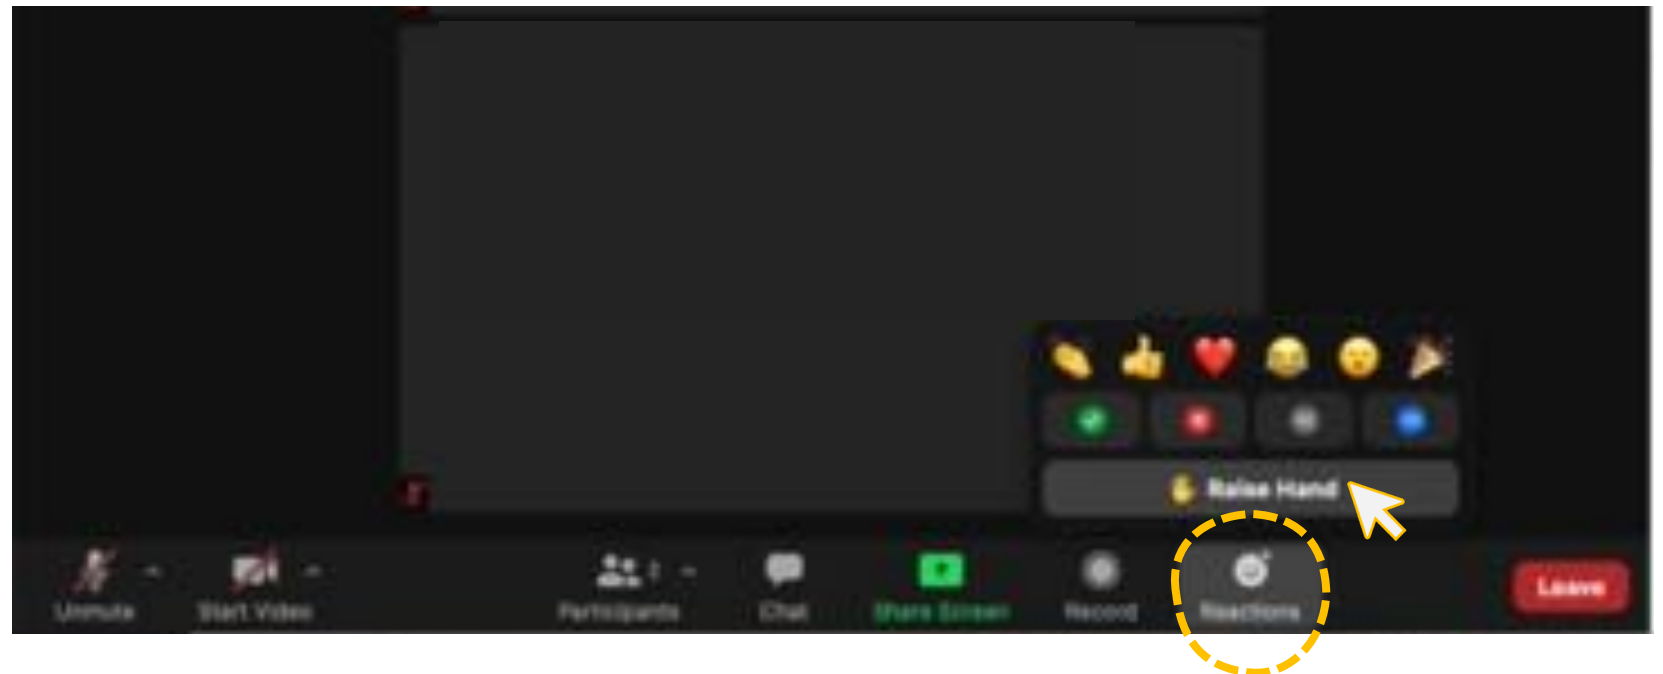 Raise Hand
Unmute
Start Video
Participants
Chat
Share Screen
Record
Reactions
Leave